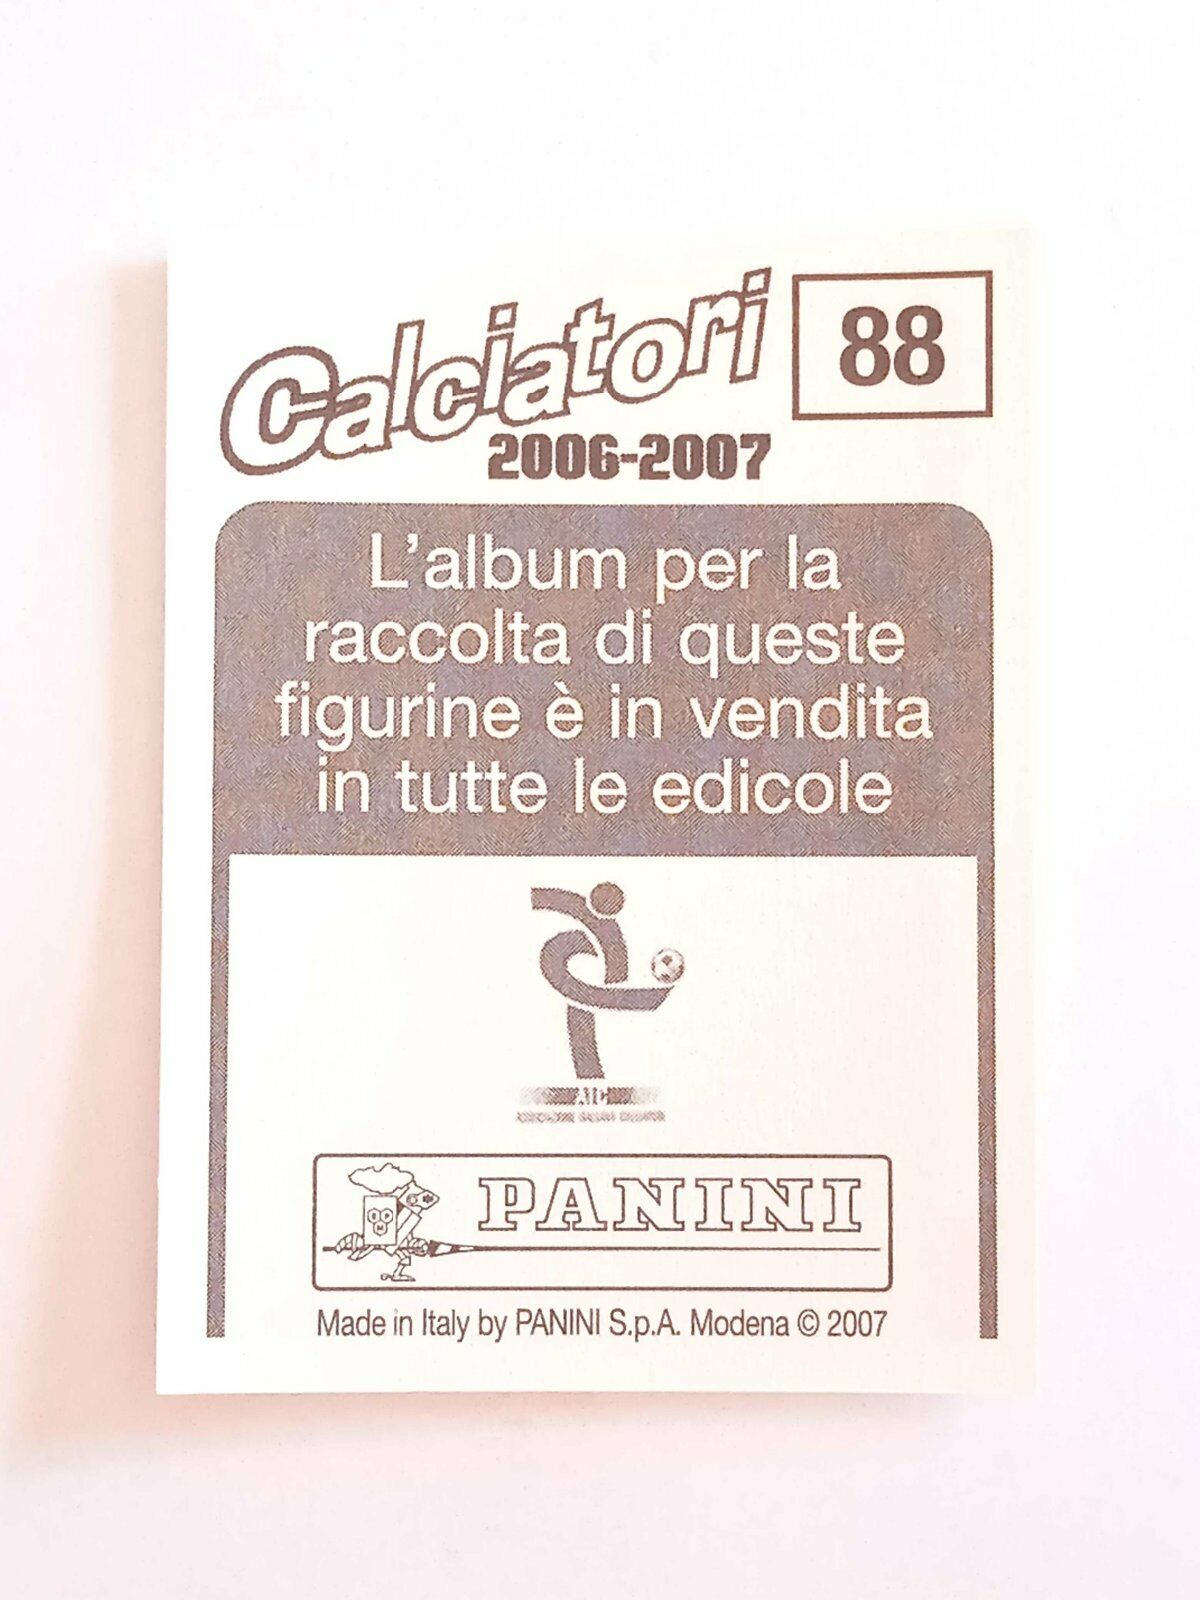 Calciatori
2006-2007
88
L'album per la
raccolta di queste
figurine è in vendita
in tutte le edicole
AIC
PANINI
Made in Italy by PANINI S.p.A. Modena © 2007